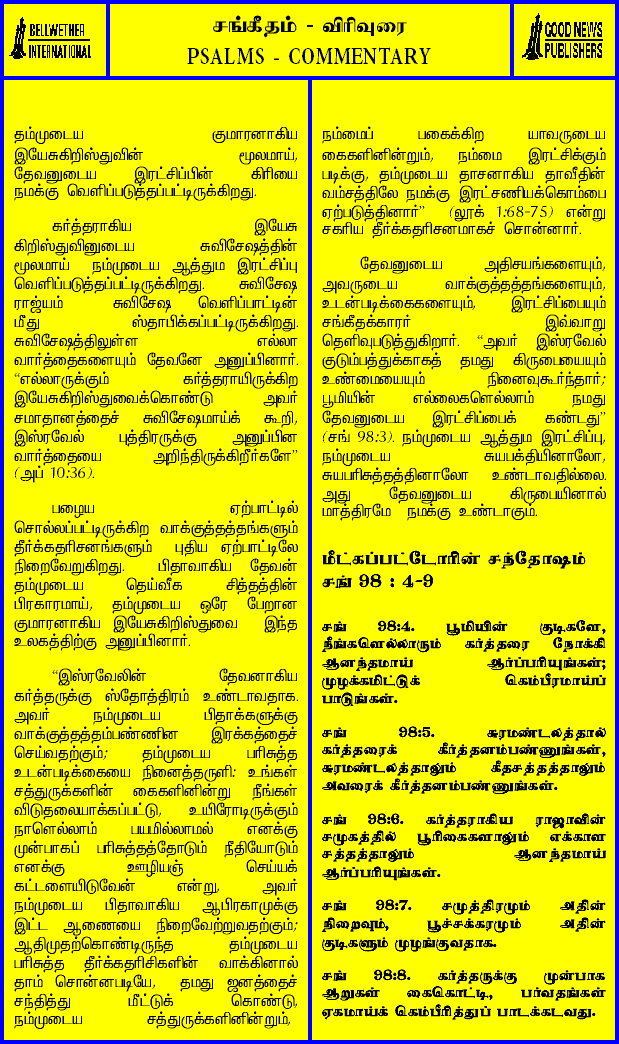 BELLWETHER
INTERNATIONAL
சங்கீதம் - விரிவுரை
PSALMS - COMMENTARY
GOOD NEWS
PUBLISHERS
தம்முடைய குமாரனாகிய
இயேசுகிறிஸ்துவின் மூலமாய்,
தேவனுடைய இரட்சிப்பின் கிரியை
நமக்கு வெளிப்படுத்தப்பட்டிருக்கிறது.
கர்த்தராகிய இயேசு
கிறிஸ்துவினுடைய சுவிசேஷத்தின்
மூலமாய் நம்முடைய ஆத்தும இரட்சிப்பு
வெளிப்படுத்தப்பட்டிருக்கிறது. சுவிசேஷ
ராஜ்யம் சுவிசேஷ வெளிப்பாட்டின்
மீது ஸ்தாபிக்கப்பட்டிருக்கிறது.
சுவிசேஷத்திலுள்ள எல்லா
வார்த்தைகளையும் தேவனே அனுப்பினார்.
“எல்லாருக்கும் கர்த்தராயிருக்கிற
இயேசுகிறிஸ்துவைக்கொண்டு அவர்
சமாதானத்தைச் சுவிசேஷமாய்க் கூறி,
இஸ்ரவேல் புத்திரருக்கு அனுப்பின
வார்த்தையை அறிந்திருக்கிறீர்களே”
(அப் 10:36).
பழைய ஏற்பாட்டில்
சொல்லப்பட்டிருக்கிற வாக்குத்தத்தங்களும்
தீர்க்கதரிசனங்களும் புதிய ஏற்பாட்டிலே
நிறைவேறுகிறது. பிதாவாகிய தேவன்
தம்முடைய தெய்வீக சித்தத்தின்
பிரகாரமாய், தம்முடைய ஒரே பேறான
குமாரனாகிய இயேசுகிறிஸ்துவை இந்த
உலகத்திற்கு அனுப்பினார்.
“இஸ்ரவேலின் தேவனாகிய
கர்த்தருக்கு ஸ்தோத்திரம் உண்டாவதாக.
அவர் நம்முடைய பிதாக்களுக்கு
வாக்குத்தத்தம்பண்ணின இரக்கத்தைச்
செய்வதற்கும்; தம்முடைய பரிசுத்த
உடன்படிக்கையை நினைத்தருளி: உங்கள்
சத்துருக்களின் கைகளினின்று நீங்கள்
விடுதலையாக்கப்பட்டு, உயிரோடிருக்கும்
நாளெல்லாம் பயமில்லாமல் எனக்கு
முன்பாகப் பரிசுத்தத்தோடும் நீதியோடும்
எனக்கு ஊழியஞ் செய்யக்
கட்டளையிடுவேன் என்று, அவர்
நம்முடைய பிதாவாகிய ஆபிரகாமுக்கு
இட்ட ஆணையை நிறைவேற்றுவதற்கும்;
ஆதிமுதற்கொண்டிருந்த தம்முடைய
பரிசுத்த தீர்க்கதரிசிகளின் வாக்கினால்
தாம் சொன்னபடியே, தமது ஜனத்தைச்
சந்தித்து மீட்டுக் கொண்டு,
நம்முடைய சத்துருக்களினின்றும்,
நம்மைப் பகைக்கிற யாவருடைய
கைகளினின்றும், நம்மை இரட்சிக்கும்
படிக்கு, தம்முடைய தாசனாகிய தாவீதின்
வம்சத்திலே நமக்கு இரட்சணியக்கொம்பை
ஏற்படுத்தினார்” (லூக் 1:68-75) என்று
சகரிய தீர்க்கதரிசனமாகச் சொன்னார்.
தேவனுடைய அதிசயங்களையும்,
அவருடைய வாக்குத்தத்தங்களையும்,
உடன்படிக்கைகளையும், இரட்சிப்பையும்
சங்கீதக்காரர் இவ்வாறு
தெளிவுபடுத்துகிறார். “அவர் இஸ்ரவேல்
குடும்பத்துக்காகத் தமது கிருபையையும்
உண்மையையும் நினைவுகூர்ந்தார்;
பூமியின் எல்லைகளெல்லாம் நமது
தேவனுடைய இரட்சிப்பைக் கண்டது”
(சங் 98:3). நம்முடைய ஆத்தும இரட்சிப்பு,
நம்முடைய சுயபக்தியினாலோ,
சுயபரிசுத்தத்தினாலோ உண்டாவதில்லை.
அது தேவனுடைய கிருபையினால்
மாத்திரமே நமக்கு உண்டாகும்.
மீட்கப்பட்டோரின் சந்தோஷம்
சங் 98 : 4-9
சங் 98:4. பூமியின் குடிகளே,
நீங்களெல்லாரும் கர்த்தரை நோக்கி
ஆனந்தமாய் ஆர்ப்பரியுங்கள்;
முழக்கமிட்டுக் கெம்பீரமாய்ப்
பாடுங்கள்.
சங் 98:5. சுரமண்டலத்தால்
கர்த்தரைக் கீர்த்தனம்பண்ணுங்கள்,
சுரமண்டலத்தாலும் கீதசத்தத்தாலும்
அவரைக் கீர்த்தனம்பண்ணுங்கள்.
சங் 98:6. கர்த்தராகிய ராஜாவின்
சமுகத்தில் பூரிகைகளாலும் எக்காள
சத்தத்தாலும் ஆனந்தமாய்
ஆர்ப்பரியுங்கள்.
சங் 98:7. சமுத்திரமும் அதின்
நிறைவும், பூச்சக்கரமும் அதின்
குடிகளும் முழங்குவதாக.
சங் 98:8. கர்த்தருக்கு முன்பாக
ஆறுகள் கைகொட்டி, பர்வதங்கள்
ஏகமாய்க் கெம்பீரித்துப் பாடக்கடவது.